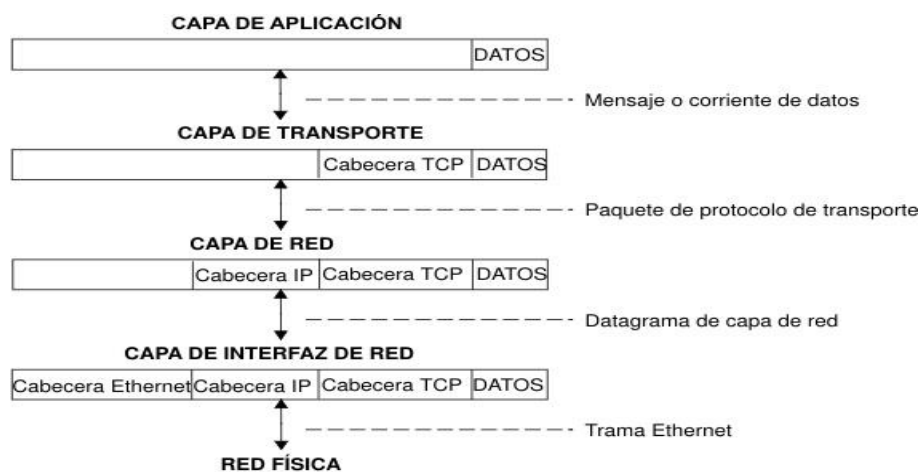 CAPA DE APLICACIÓN
DATOS
Mensaje o corriente de datos
CAPA DE TRANSPORTE
Cabecera TCP DATOS
Paquete de protocolo de transporte
CAPA DE RED
Cabecera IP Cabecera TCP DATOS
Datagrama de capa de red
CAPA DE INTERFAZ DE RED
Cabecera Ethernet Cabecera IP Cabecera TCP DATOS
Trama Ethernet
RED FÍSICA